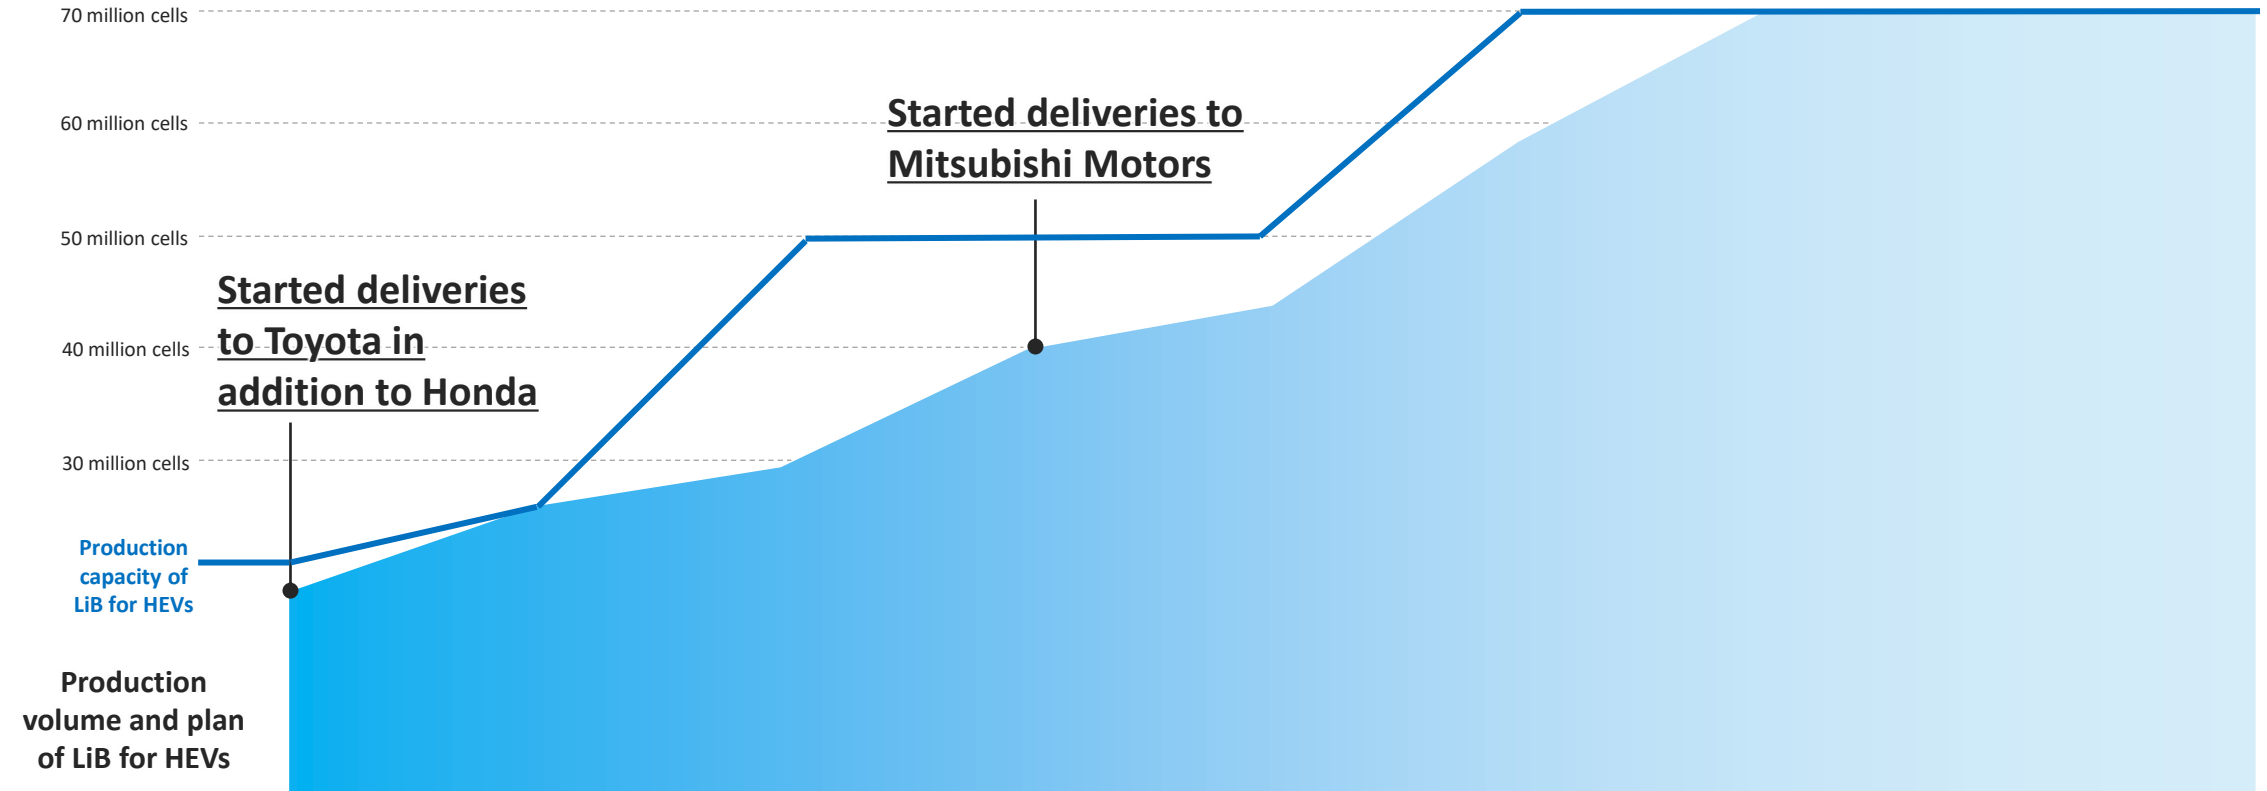 70 million cells
60 million cells
Started deliveries to
Mitsubishi Motors
50 million cells
Started deliveries
to Toyota in
addition to Honda
40 million cells
30 million cells
Production
capacity of
LiB for HEVs
Production
volume and plan
of LiB for HEVs